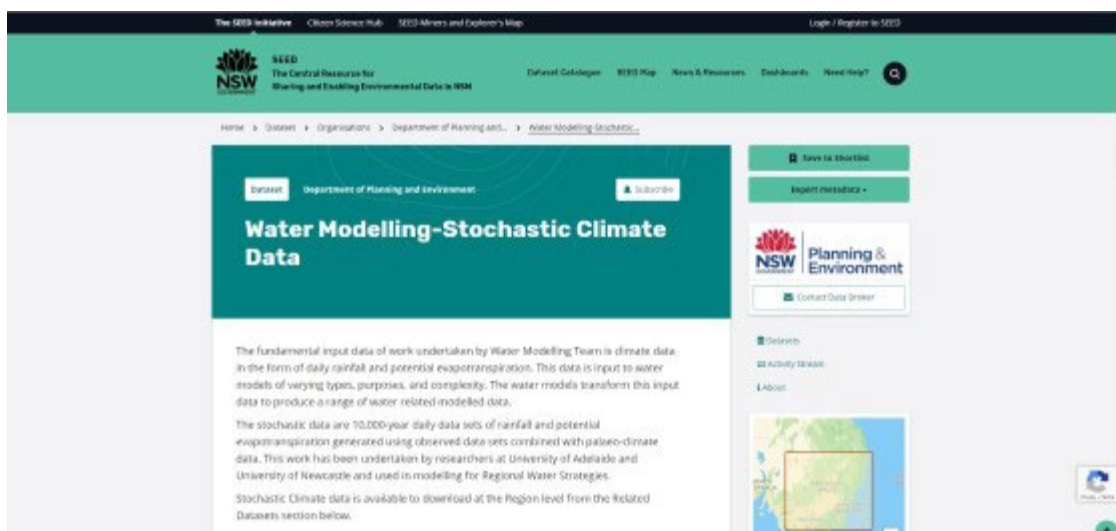 The SEED Initiative Citizen Science Hub SEED Miners and Explorer's Map Login / Register to SEED
NSW
GOVERNMENT
SEED
The Central Resource for
Sharing and Enabling Environmental Data in NSW
Dataset Catalogue SEED Map News & Resources Dashboards Need Help?
Home > Dataset > Organisations > Department of Planning and... > Water Modelling-Stochastic...
Dataset Department of Planning and Environment Subscribe
Water Modelling-Stochastic Climate
Data
The fundamental input data of work undertaken by Water Modelling Team is climate data
in the form of daily rainfall and potential evapotranspiration. This data is input to water
models of varying types, purposes, and complexity. The water models transform this input
data to produce a range of water related modelled data.
The stochastic data are 10,000-year daily data sets of rainfall and potential
evapotranspiration generated using observed data sets combined with palaeo-climate
data. This work has been undertaken by researchers at University of Adelaide and
University of Newcastle and used in modelling for Regional Water Strategies.
Stochastic Climate data is available to download at the Region level from the Related
Datasets section below.
Save to Shortlist
Export metadata
NSW
GOVERNMENT
Planning &
Environment
Contact Data Broker
Datasets
Activity Stream
About